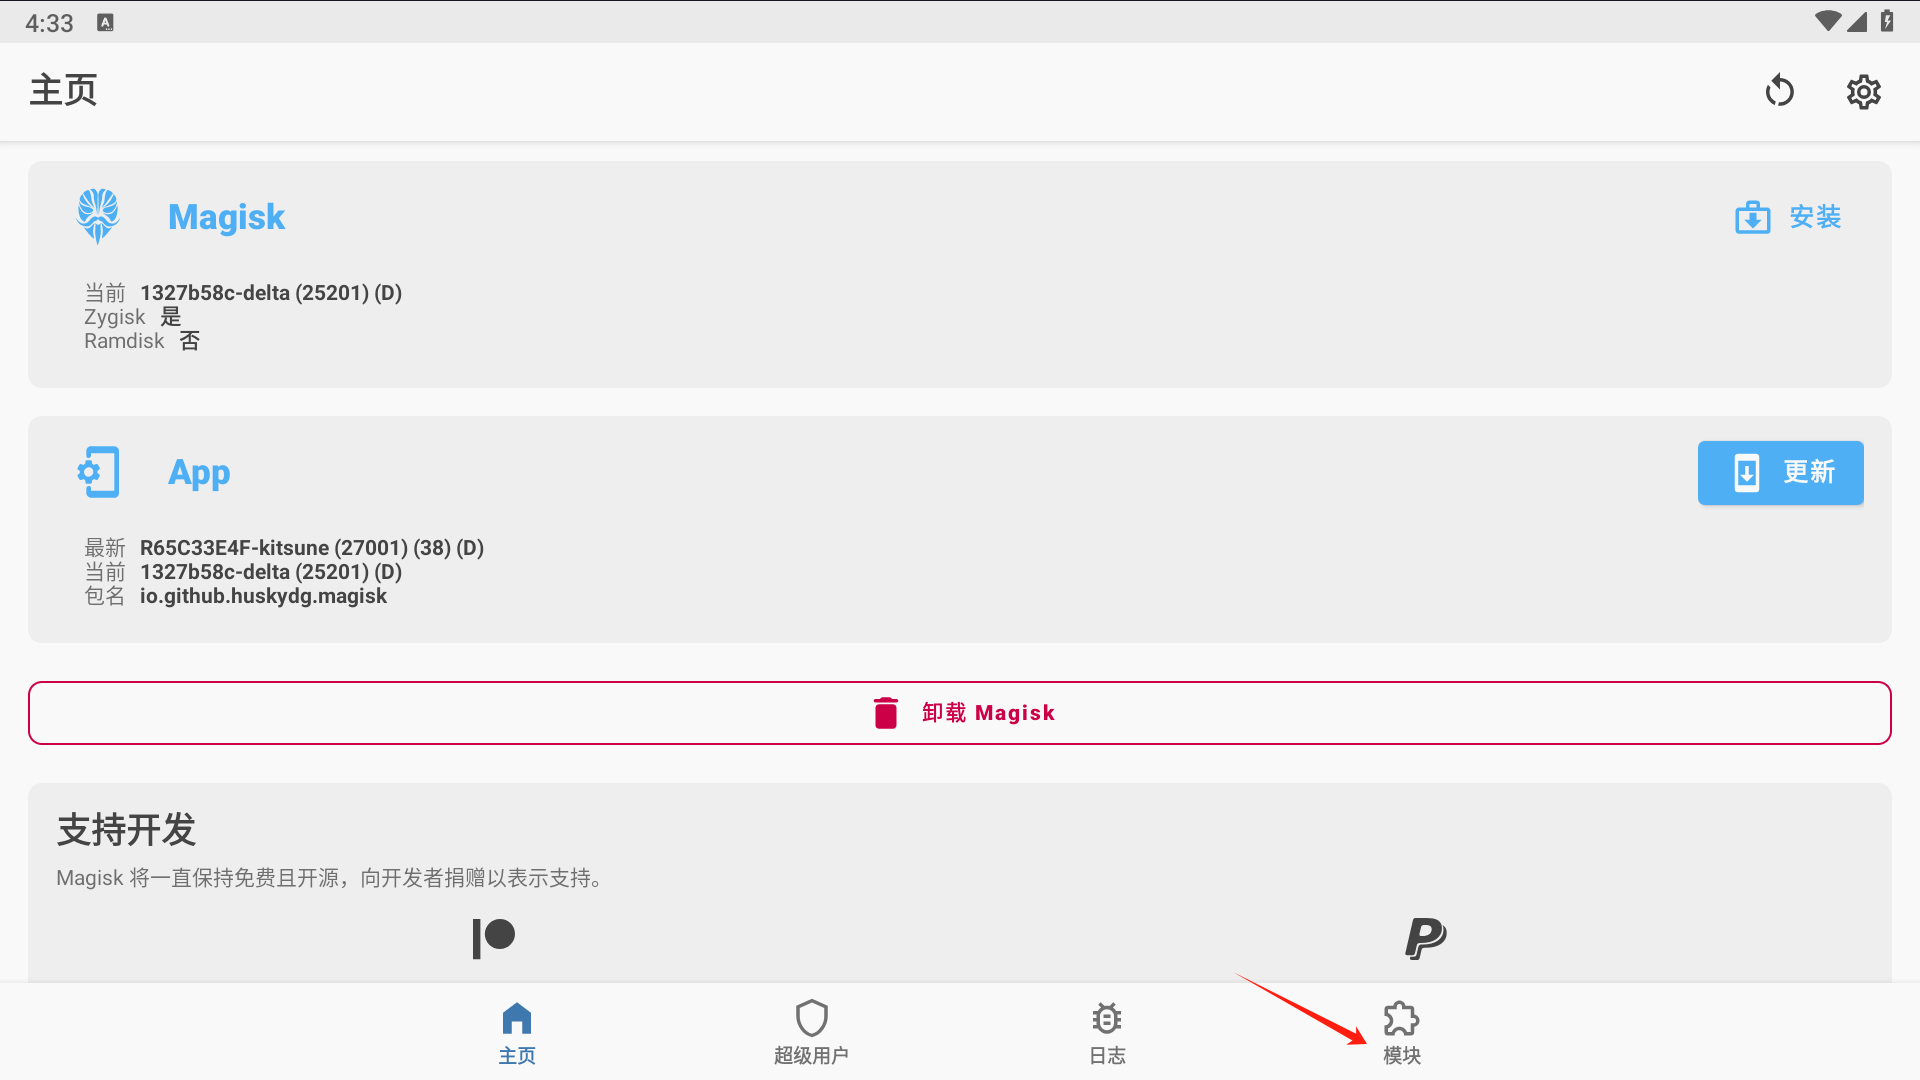 4:33
主页
Magisk
安装
当前 1327b58c-delta (25201) (D)
Zygisk 是
Ramdisk 否
App
更新
最新 R65C33E4F-kitsune (27001) (38) (D)
当前 1327b58c-delta (25201) (D)
包名 io.github.huskydg.magisk
卸载 Magisk
支持开发
Magisk 将一直保持免费且开源，向开发者捐赠以表示支持。
主页
超级用户
日志
模块